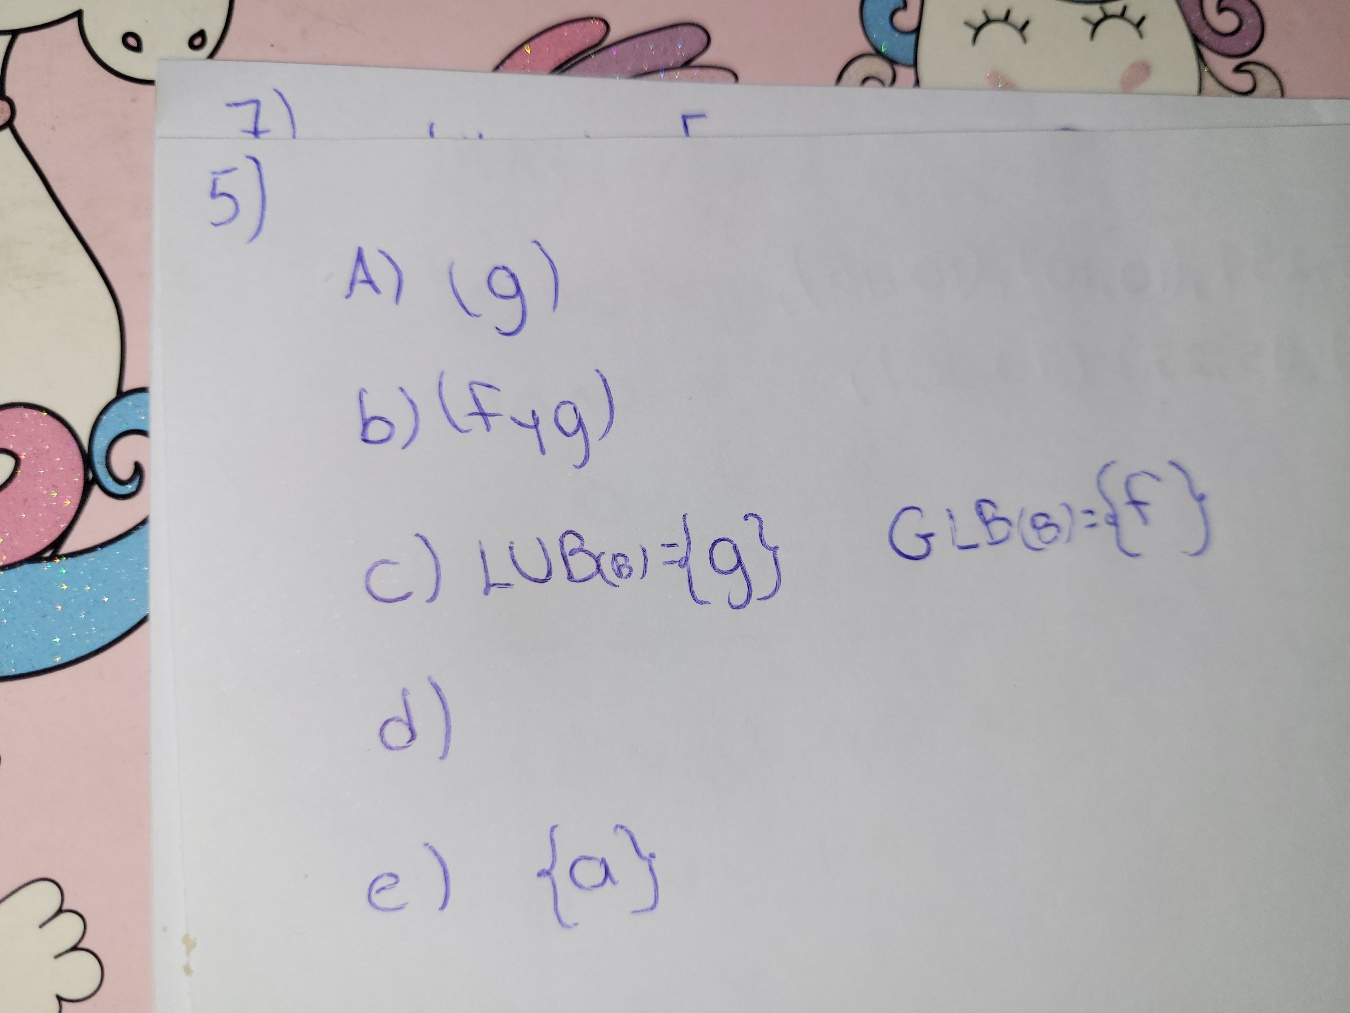 7)
5)
A) (g)
b) (f y g)
c) LUB(B)={g} GLB(B)={f}
d)
e) {a}